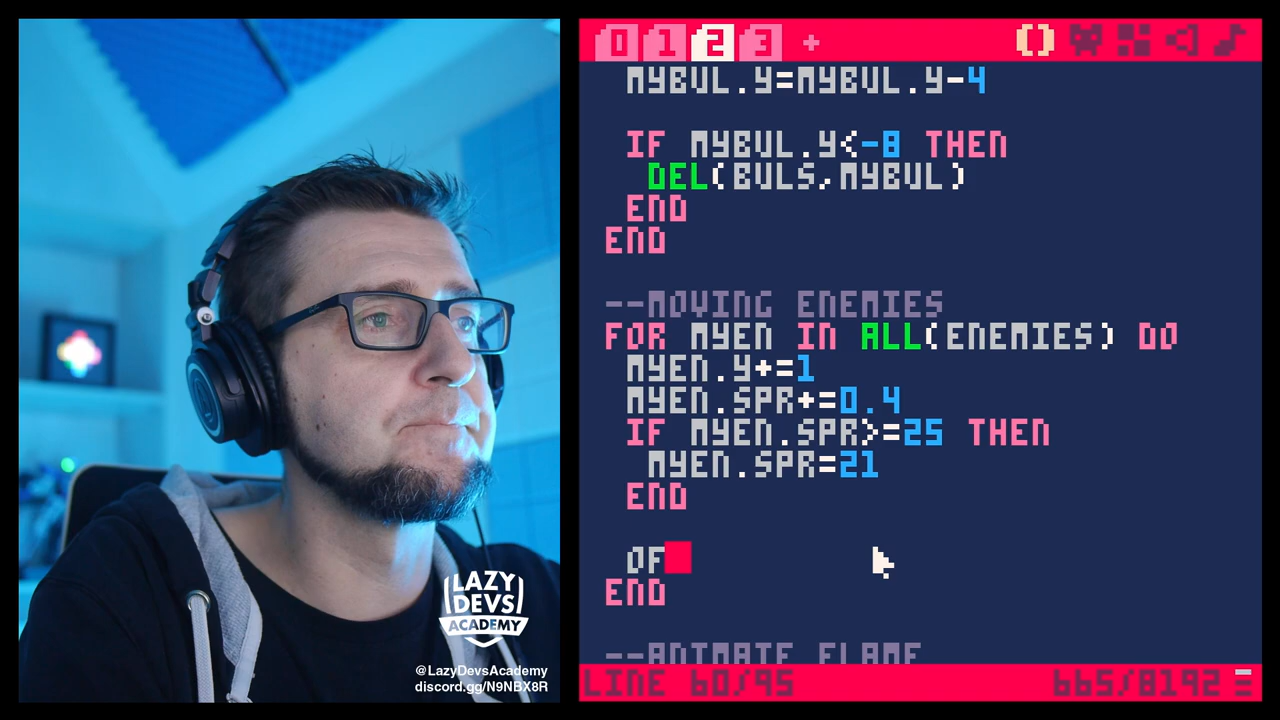 LAZY
DEVS
ACADEMY
@LazyDevsAcademy
discord.gg/N9NBX8R
0 1 2 3 +
MYBUL.Y=MYBUL.Y-4
IF MYBUL.Y<-8 THEN
DEL(BULS,MYBUL)
END
END
--MOVING ENEMIES
FOR MYEN IN ALL(ENEMIES) DO
MYEN.Y+=1
MYEN.SPR+=0.4
IF MYEN.SPR>=25 THEN
MYEN.SPR=21
END
OF
END
--ANIMATE FLAME
LINE 60/95
665/8192